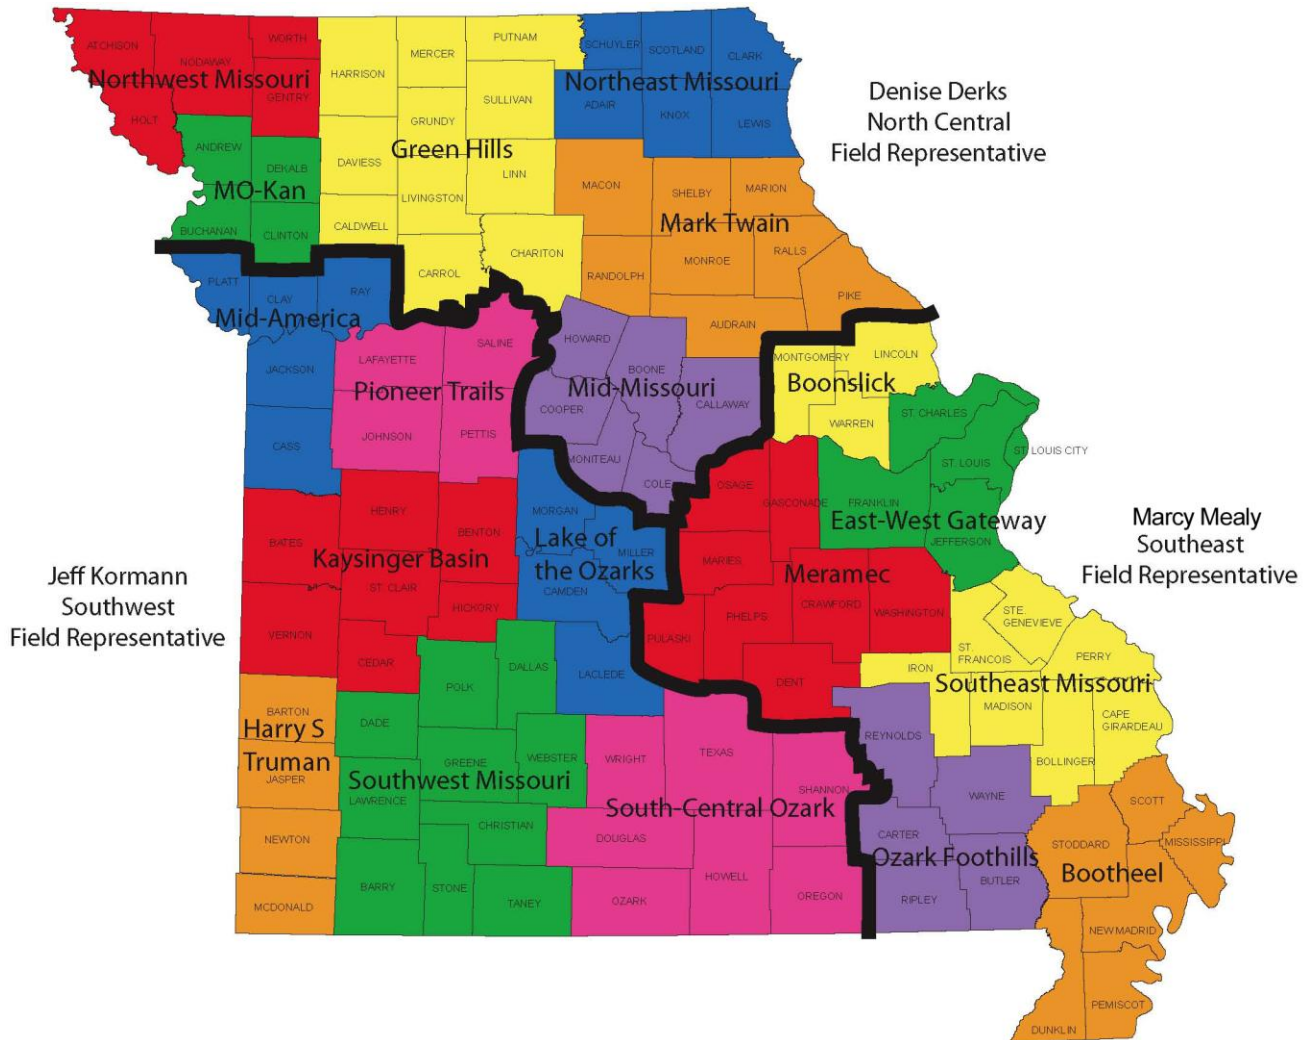 ATCHISON
NODAWAY
WORTH
GENTRY
HOLT
Northwest Missouri
HARRISON
MERCER
PUTNAM
SULLIVAN
GRUNDY
DAVIESS
LIVINGSTON
LINN
CALDWELL
CARROL
CHARITON
Green Hills
SCHUYLER
SCOTLAND
CLARK
ADAIR
KNOX
LEWIS
Northeast Missouri
Denise Derks
North Central
Field Representative
ANDREW
DEKALB
BUCHANAN
CLINTON
MO-Kan
MACON
SHELBY
MARION
RANDOLPH
MONROE
RALLS
PIKE
AUDRAIN
Mark Twain
PLATT
CLAY
RAY
JACKSON
CASS
Mid-America
LAFAYETTE
SALINE
JOHNSON
PETTIS
Pioneer Trails
HOWARD
BOONE
COOPER
CALLAWAY
MONITEAU
COLE
Mid-Missouri
MONTGOMERY
LINCOLN
WARREN
Boonslick
ST. CHARLES
ST. LOUIS
ST. LOUIS CITY
FRANKLIN
JEFFERSON
East-West Gateway
Marcy Mealy
Southeast
Field Representative
Jeff Kormann
Southwest
Field Representative
HENRY
BENTON
BATES
ST. CLAIR
HICKORY
VERNON
CEDAR
Kaysinger Basin
MORGAN
MILLER
CAMDEN
LACLEDE
Lake of
the Ozarks
OSAGE
GASCONADE
MARIES
PHELPS
CRAWFORD
WASHINGTON
PULASKI
DENT
Meramec
STE.
GENEVIEVE
ST.
FRANCOIS
PERRY
IRON
MADISON
CAPE
GIRARDEAU
BOLLINGER
Southeast Missouri
BARTON
JASPER
NEWTON
MCDONALD
Harry S
Truman
POLK
DALLAS
DADE
GREENE
WEBSTER
LAWRENCE
CHRISTIAN
BARRY
STONE
TANEY
Southwest Missouri
WRIGHT
TEXAS
SHANNON
DOUGLAS
HOWELL
OZARK
OREGON
South-Central Ozark
REYNOLDS
WAYNE
CARTER
BUTLER
RIPLEY
Ozark Foothills
SCOTT
STODDARD
MISSISSIPPI
NEW MADRID
PEMISCOT
DUNKLIN
Bootheel